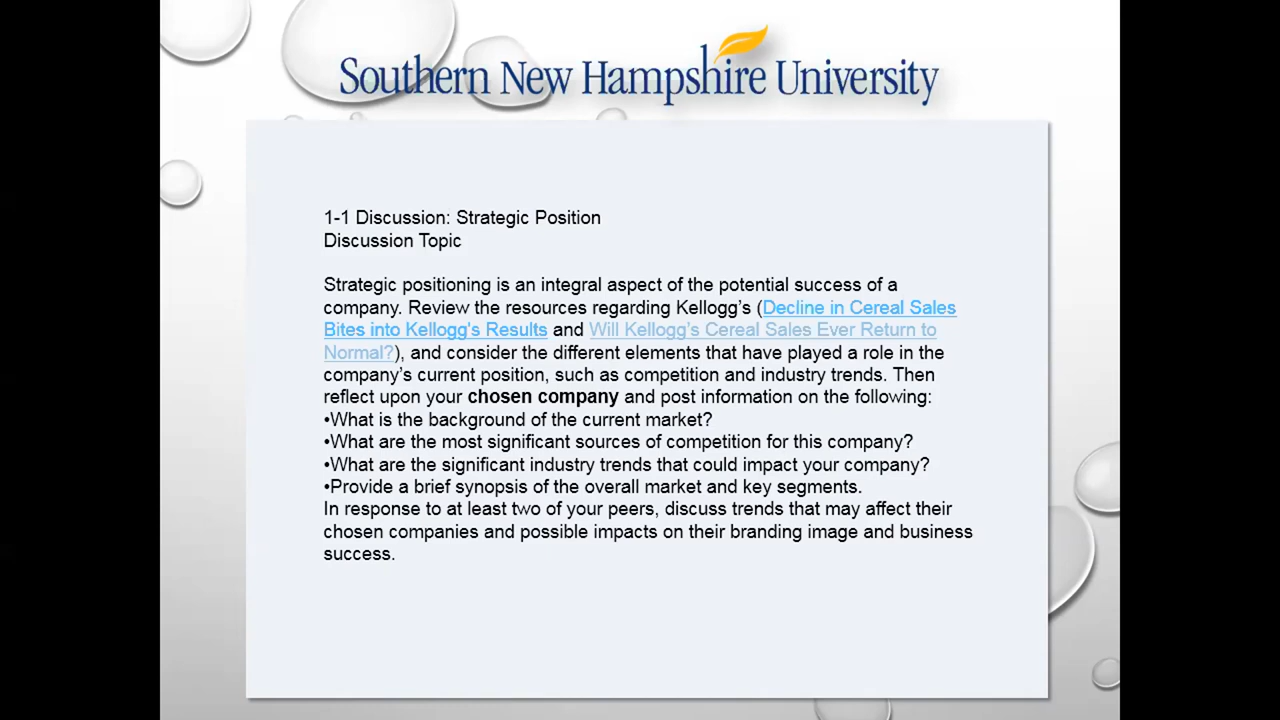 Southern New Hampshire University
1-1 Discussion: Strategic Position
Discussion Topic
Strategic positioning is an integral aspect of the potential success of a
company. Review the resources regarding Kellogg’s (Decline in Cereal Sales
Bites into Kellogg's Results and Will Kellogg’s Cereal Sales Ever Return to
Normal?), and consider the different elements that have played a role in the
company’s current position, such as competition and industry trends. Then
reflect upon your chosen company and post information on the following:
•What is the background of the current market?
•What are the most significant sources of competition for this company?
•What are the significant industry trends that could impact your company?
•Provide a brief synopsis of the overall market and key segments.
In response to at least two of your peers, discuss trends that may affect their
chosen companies and possible impacts on their branding image and business
success.